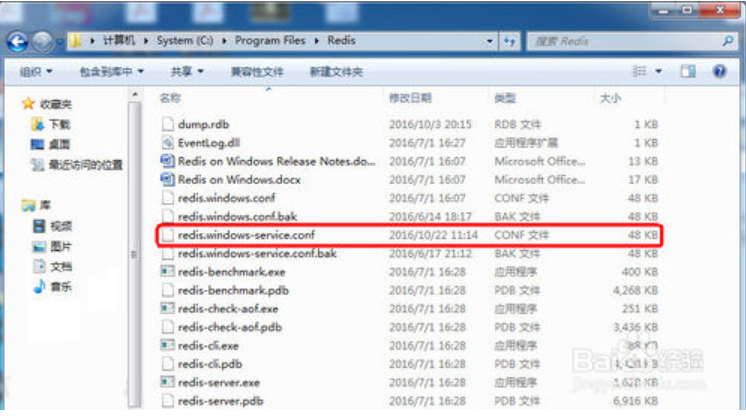 计算机 ▸ System (C:) ▸ Program Files ▸ Redis
搜索 Redis
组织 包含到库中 共享 兼容性文件 新建文件夹
收藏夹
下载
桌面
最近访问的位置
库
视频
图片
文档
音乐
名称 修改日期 类型 大小
dump.rdb 2016/10/3 20:15 RDB 文件 1 KB
EventLog.dll 2016/7/1 16:27 应用程序扩展 1 KB
Redis on Windows Release Notes.do... 2016/7/1 16:07 Microsoft Office... 13 KB
Redis on Windows.docx 2016/7/1 16:07 Microsoft Office... 17 KB
redis.windows.conf 2016/7/1 16:07 CONF 文件 48 KB
redis.windows.conf.bak 2016/6/14 18:17 BAK 文件 48 KB
redis.windows-service.conf 2016/10/22 11:14 CONF 文件 48 KB
redis.windows-service.conf.bak 2016/6/17 21:12 BAK 文件 48 KB
redis-benchmark.exe 2016/7/1 16:28 应用程序 400 KB
redis-benchmark.pdb 2016/7/1 16:28 PDB 文件 4,268 KB
redis-check-aof.exe 2016/7/1 16:28 应用程序 251 KB
redis-check-aof.pdb 2016/7/1 16:28 PDB 文件 3,436 KB
redis-cli.exe 2016/7/1 16:28 应用程序 KB
redis-cli.pdb 2016/7/1 16:28 PDB 文件 KB
redis-server.exe 2016/7/1 16:28 应用程序 1,628 KB
redis-server.pdb 2016/7/1 16:28 PDB 文件 6,916 KB
Bai 经验
jingyan.baidu.com